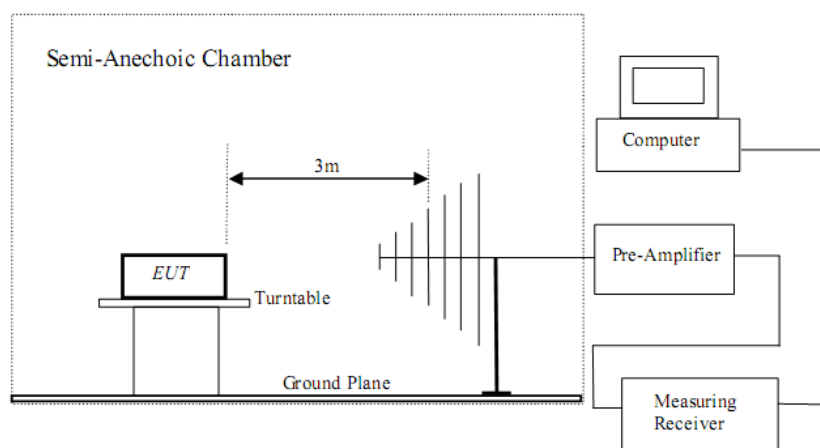 Semi-Anechoic Chamber
Computer
3m
Pre-Amplifier
EUT
Turntable
Ground Plane
Measuring
Receiver